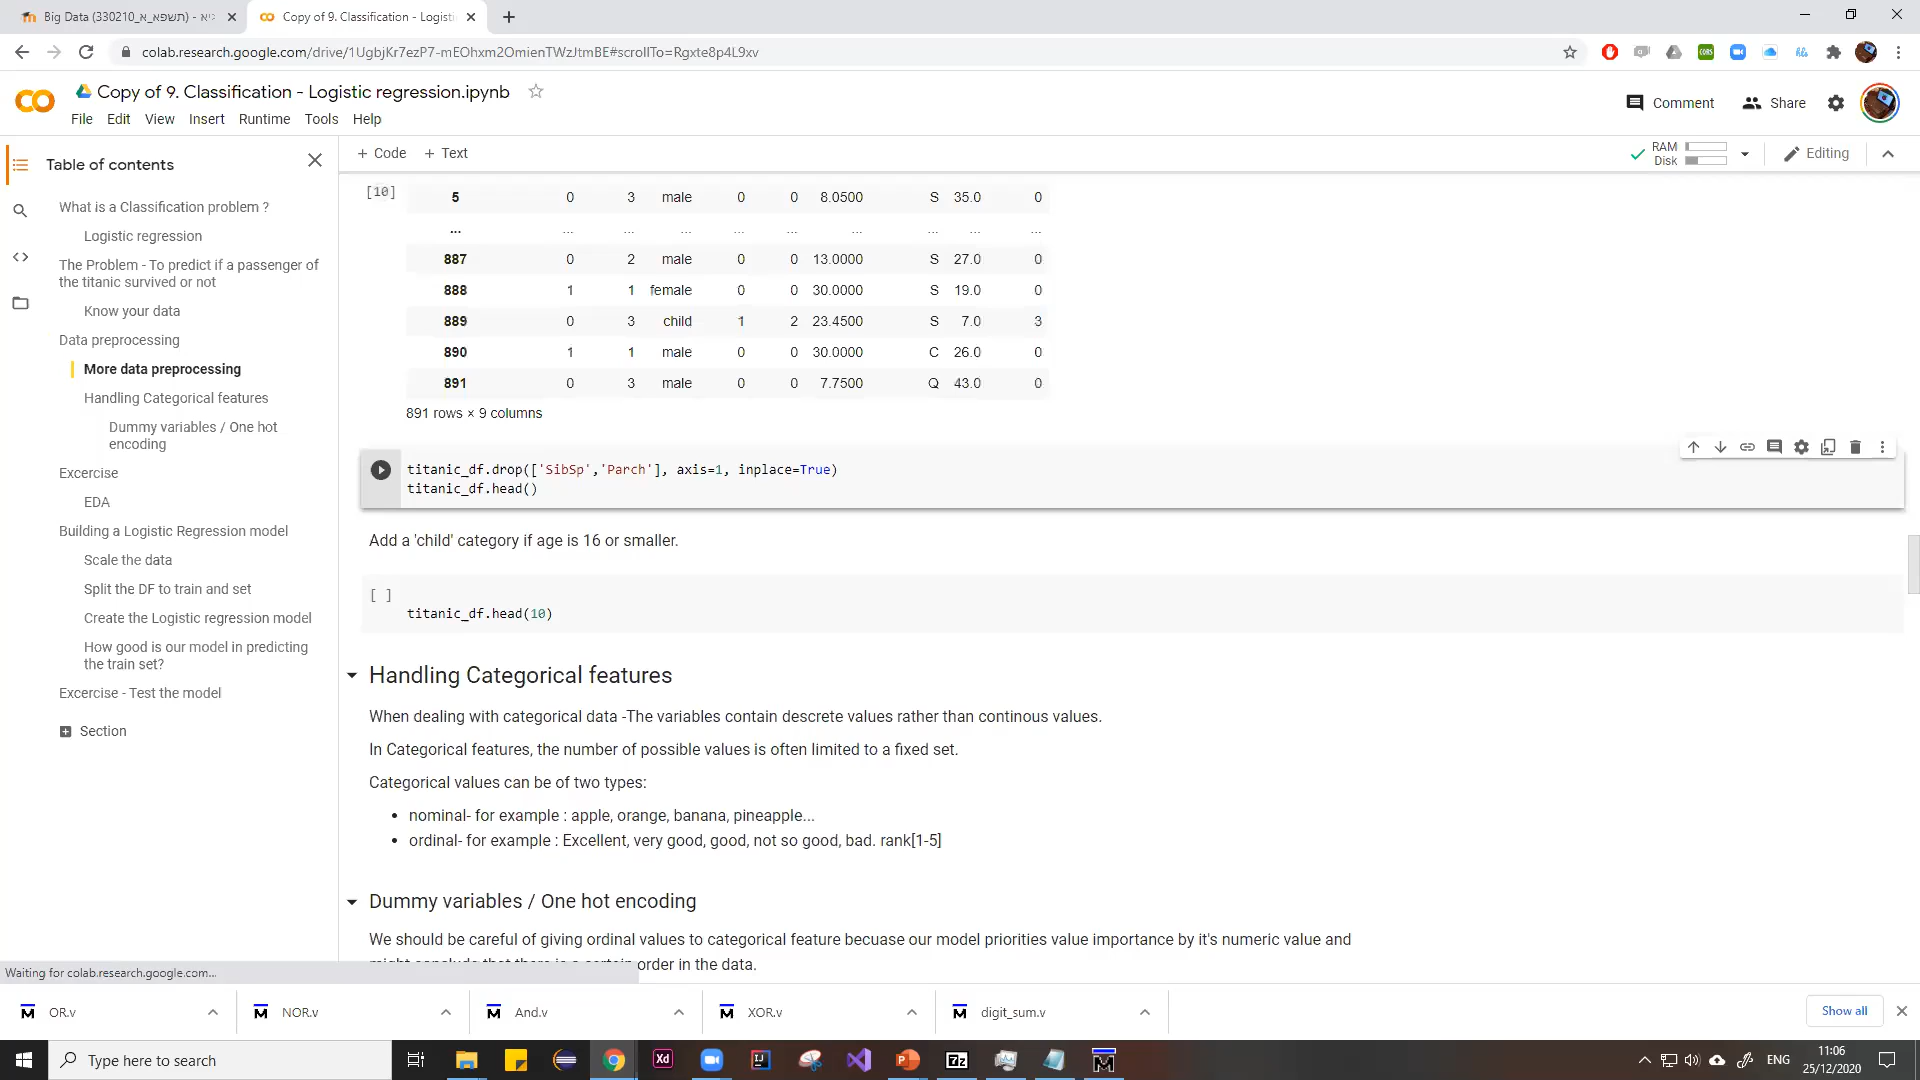 Big Data (330210_תשפא_א) - גיא
Copy of 9. Classification - Logisti
colab.research.google.com/drive/1UgbjKr7ezP7-mEOhxm2OmienTWzJtmBE#scrollTo=Rgxte8p4L9xv
Copy of 9. Classification - Logistic regression.ipynb
Comment
Share
File Edit View Insert Runtime Tools Help
Table of contents
+ Code + Text
RAM
Disk
Editing
What is a Classification problem ?
Logistic regression
The Problem - To predict if a passenger of
the titanic survived or not
Know your data
Data preprocessing
More data preprocessing
Handling Categorical features
Dummy variables / One hot
encoding
Excercise
EDA
Building a Logistic Regression model
Scale the data
Split the DF to train and set
Create the Logistic regression model
How good is our model in predicting
the train set?
Excercise - Test the model
Section
[10]
5 0 3 male 0 0 8.0500 S 35.0 0
... ... ... ... ... ... ... ... ... ...
887 0 2 male 0 0 13.0000 S 27.0 0
888 1 1 female 0 0 30.0000 S 19.0 0
889 0 3 child 1 2 23.4500 S 7.0 3
890 1 1 male 0 0 30.0000 C 26.0 0
891 0 3 male 0 0 7.7500 Q 43.0 0
891 rows × 9 columns
titanic_df.drop(['SibSp','Parch'], axis=1, inplace=True)
titanic_df.head()
Add a 'child' category if age is 16 or smaller.
[ ]
titanic_df.head(10)
Handling Categorical features
When dealing with categorical data -The variables contain descrete values rather than continous values.
In Categorical features, the number of possible values is often limited to a fixed set.
Categorical values can be of two types:
• nominal- for example : apple, orange, banana, pineapple...
• ordinal- for example : Excellent, very good, good, not so good, bad. rank[1-5]
Dummy variables / One hot encoding
We should be careful of giving ordinal values to categorical feature becuase our model priorities value importance by it's numeric value and
order in the data.
Waiting for colab.research.google.com...
OR.v
NOR.v
And.v
XOR.v
digit_sum.v
Show all
Type here to search
ENG
11:06
25/12/2020